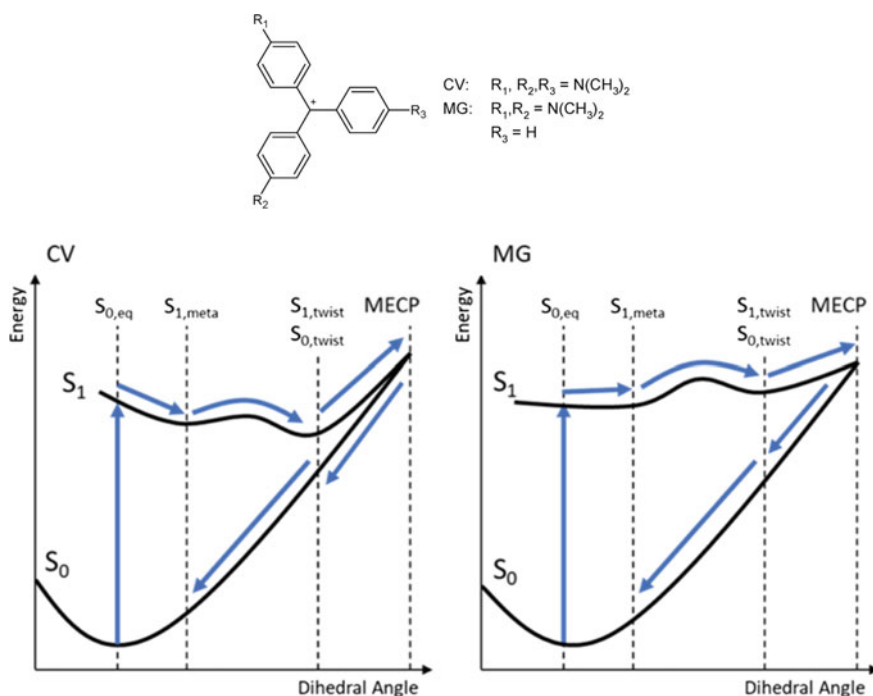 R₁
+
R₃
R₂
CV: R₁, R₂,R₃ = N(CH₃)₂
MG: R₁,R₂ = N(CH₃)₂
R₃ = H
CV
Energy
S₀,eq S₁,meta S₁,twist MECP
S₀,twist
S₁
S₀
Dihedral Angle
MG
Energy
S₀,eq S₁,meta S₁,twist MECP
S₀,twist
S₁
S₀
Dihedral Angle